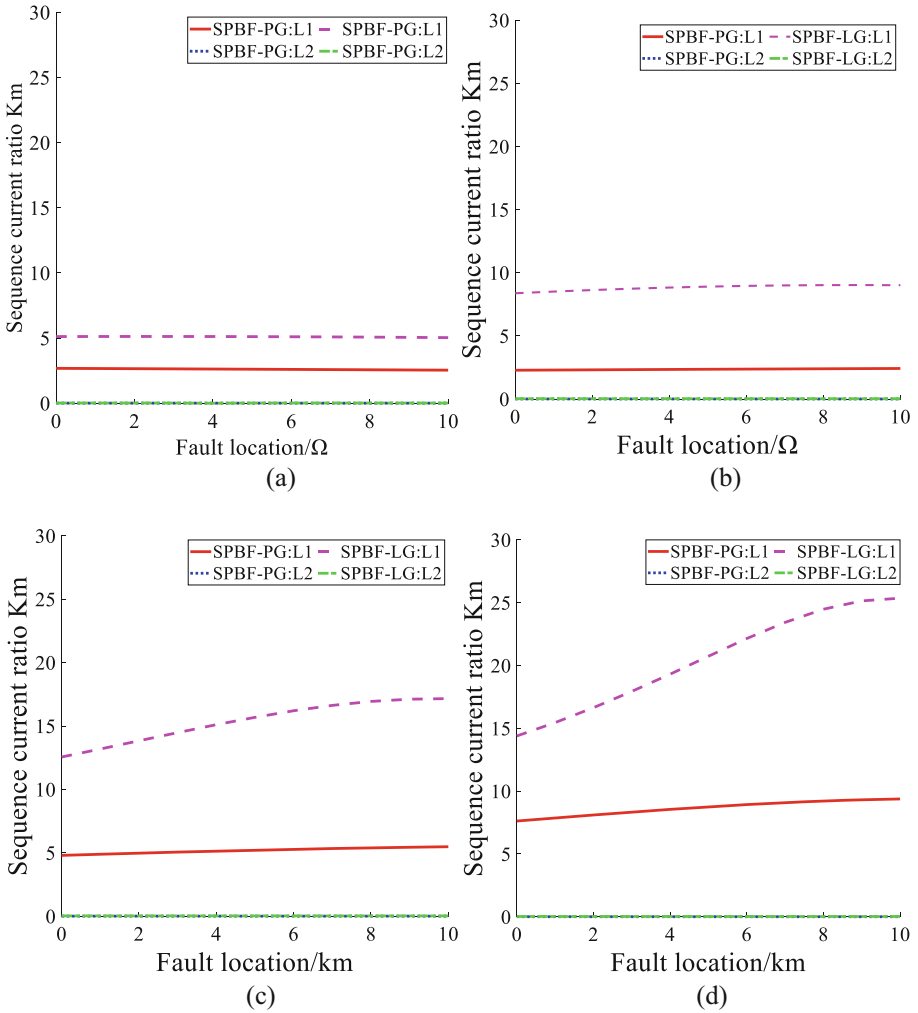 SPBF-PG:L1 SPBF-PG:L1
SPBF-PG:L2 SPBF-PG:L2
Sequence current ratio Km
30
25
20
15
10
5
0
0 2 4 6 8 10
Fault location/Ω
(a)
SPBF-PG:L1 SPBF-LG:L1
SPBF-PG:L2 SPBF-LG:L2
Sequence current ratio Km
30
25
20
15
10
5
0
0 2 4 6 8 10
Fault location/Ω
(b)
SPBF-PG:L1 SPBF-LG:L1
SPBF-PG:L2 SPBF-LG:L2
Sequence current ratio Km
30
25
20
15
10
5
0
0 2 4 6 8 10
Fault location/km
(c)
SPBF-PG:L1 SPBF-LG:L1
SPBF-PG:L2 SPBF-LG:L2
Sequence current ratio Km
30
25
20
15
10
5
0
0 2 4 6 8 10
Fault location/km
(d)